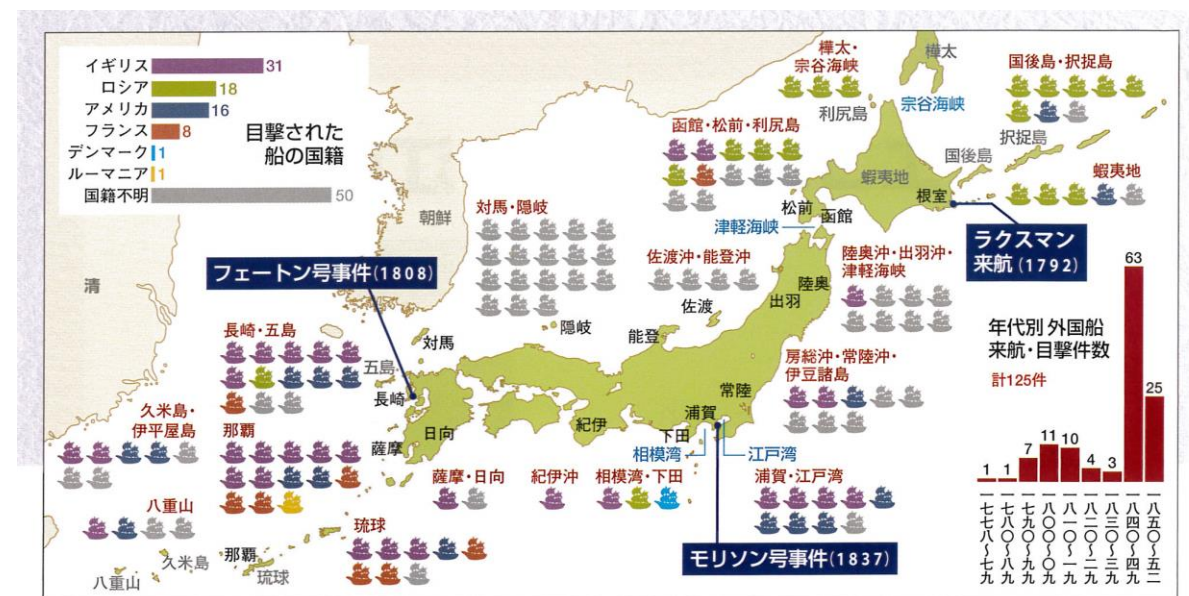 イギリス 31
ロシア 18
アメリカ 16
フランス 8
デンマーク 1
ルーマニア 1
国籍不明 50
目撃された
船の国籍
樺太・
宗谷海峡
樺太
宗谷海峡
利尻島
国後島・択捉島
択捉島
国後島
函館・松前・利尻島
蝦夷地
蝦夷地
根室
松前
函館
津軽海峡
ラクスマン
来航(1792)
朝鮮
清
対馬・隠岐
佐渡沖・能登沖
陸奥沖・出羽沖・
津軽海峡
陸奥
出羽
佐渡
能登
隠岐
対馬
フェートン号事件(1808)
長崎・五島
五島
長崎
房総沖・常陸沖・
伊豆諸島
常陸
浦賀
下田
相模湾
江戸湾
紀伊
日向
薩摩
久米島・
伊平屋島
那覇
薩摩・日向
紀伊沖
相模湾・下田
浦賀・江戸湾
八重山
琉球
那覇
久米島
八重山
琉球
モリソン号事件(1837)
年代別 外国船
来航・目撃件数
計125件
1
1
7
11
10
4
3
63
25
一七七八〜七九
一七八〇〜八九
一七九〇〜九九
一八〇〇〜〇九
一八一〇〜一九
一八二〇〜二九
一八三〇〜三九
一八四〇〜四九
一八五〇〜五二